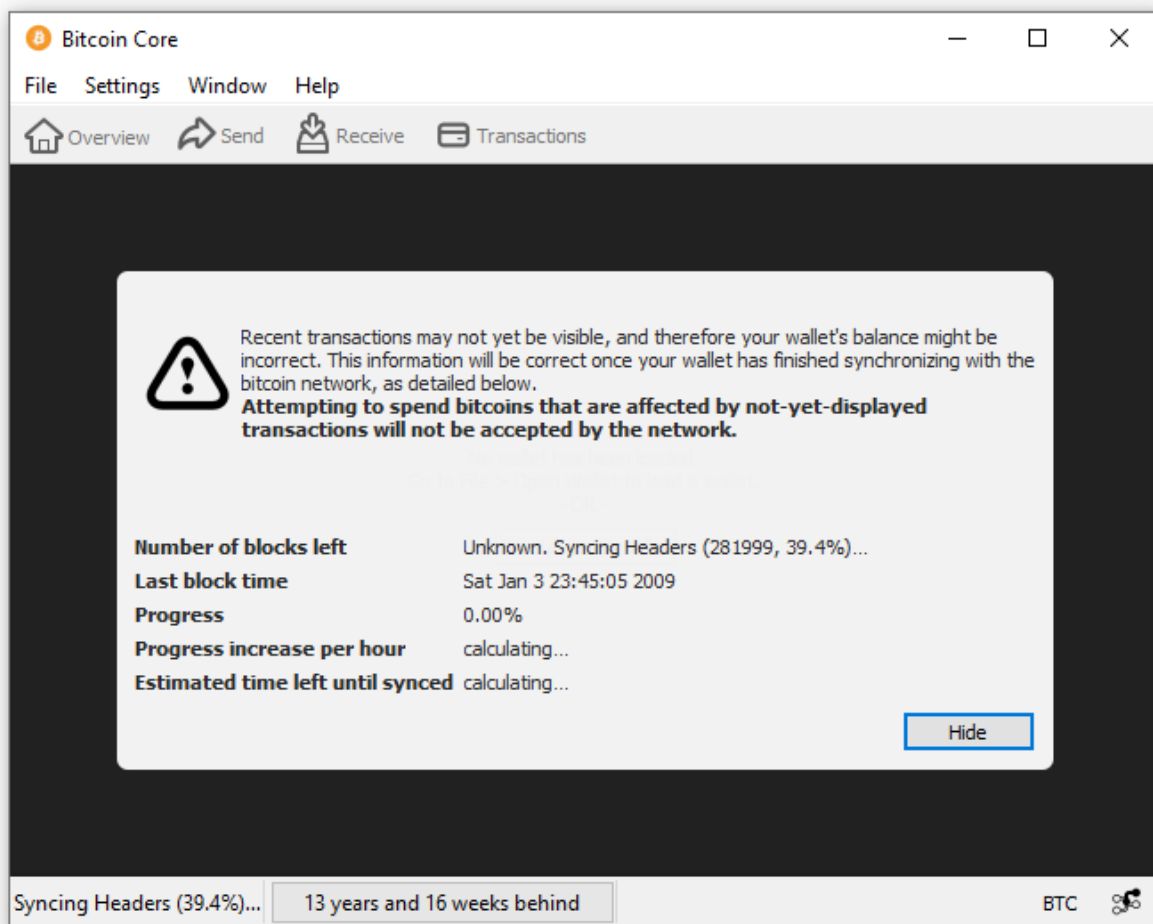 Bitcoin Core
File Settings Window Help
Overview Send Receive Transactions
Recent transactions may not yet be visible, and therefore your wallet's balance might be
incorrect. This information will be correct once your wallet has finished synchronizing with the
bitcoin network, as detailed below.
Attempting to spend bitcoins that are affected by not-yet-displayed
transactions will not be accepted by the network.
Number of blocks left Unknown. Syncing Headers (281999, 39.4%)...
Last block time Sat Jan 3 23:45:05 2009
Progress 0.00%
Progress increase per hour calculating...
Estimated time left until synced calculating...
Hide
Syncing Headers (39.4%)... 13 years and 16 weeks behind BTC